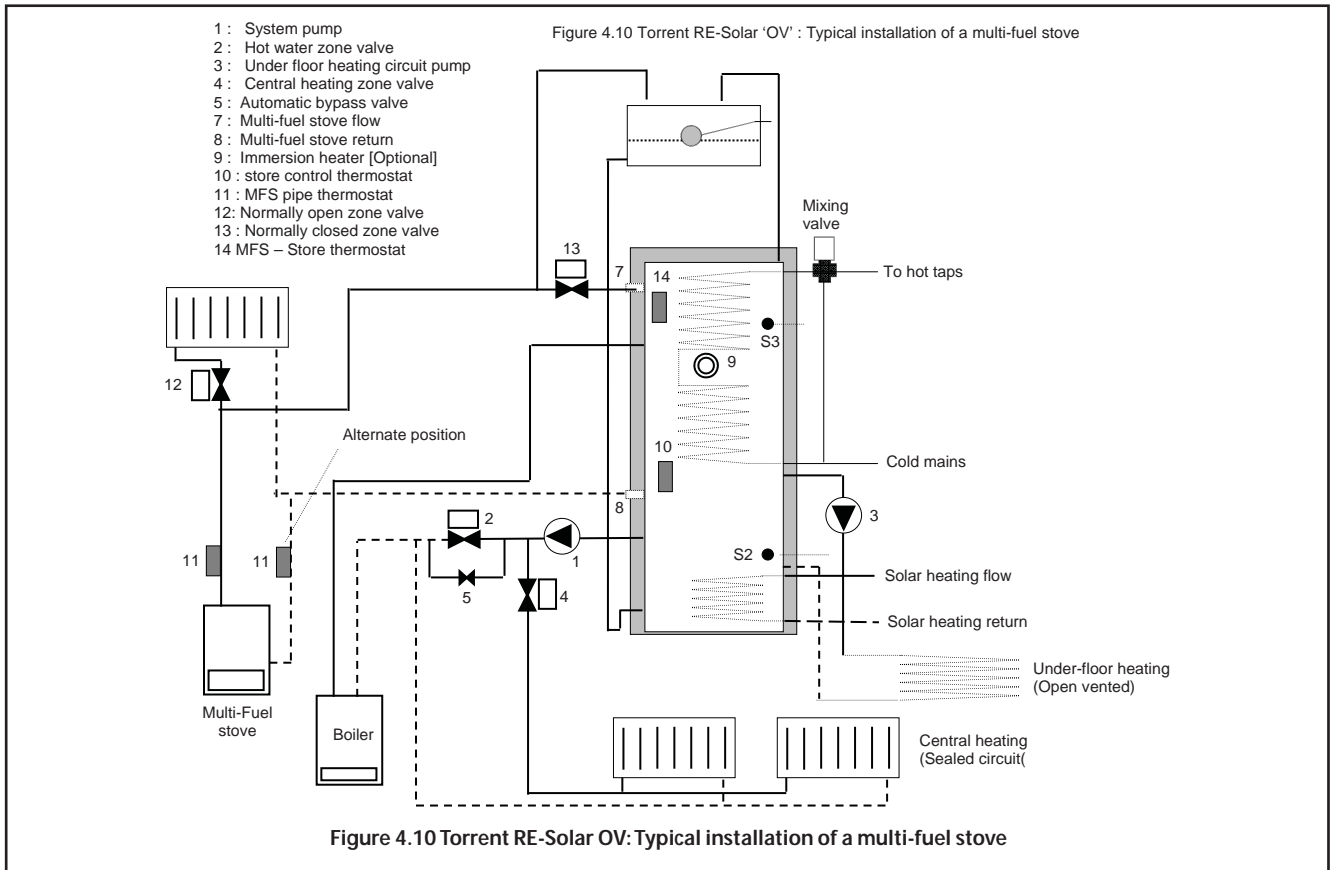 1 : System pump
2 : Hot water zone valve
3 : Under floor heating circuit pump
4 : Central heating zone valve
5 : Automatic bypass valve
7 : Multi-fuel stove flow
8 : Multi-fuel stove return
9 : Immersion heater [Optional]
10 : store control thermostat
11 : MFS pipe thermostat
12: Normally open zone valve
13 : Normally closed zone valve
14 MFS – Store thermostat
Figure 4.10 Torrent RE-Solar ‘OV’ : Typical installation of a multi-fuel stove
Mixing
valve
13
7
14
To hot taps
S3
9
12
Alternate position
10
Cold mains
8
2
3
11
11
1
S2
5
4
Solar heating flow
Solar heating return
Under-floor heating
(Open vented)
Multi-Fuel
stove
Boiler
Central heating
(Sealed circuit(
Figure 4.10 Torrent RE-Solar OV: Typical installation of a multi-fuel stove